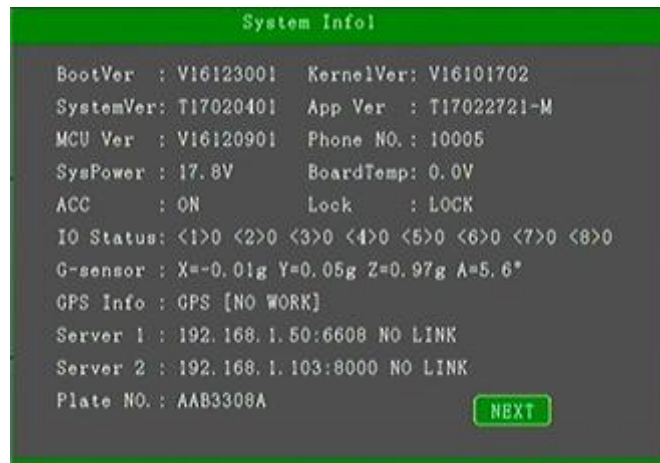 System Info1
BootVer : V16123001 KernelVer: V16101702
SystemVer: T17020401 App Ver : T17022721-M
MCU Ver : V16120901 Phone NO. : 10005
SysPower : 17.8V BoardTemp: 0.0V
ACC : ON Lock : LOCK
IO Status: <1>0 <2>0 <3>0 <4>0 <5>0 <6>0 <7>0 <8>0
G-sensor : X=-0.01g Y=0.05g Z=0.97g A=5.6°
GPS Info : GPS [NO WORK]
Server 1 : 192.168.1.50:6608 NO LINK
Server 2 : 192.168.1.103:8000 NO LINK
Plate NO. : AAB3308A
NEXT